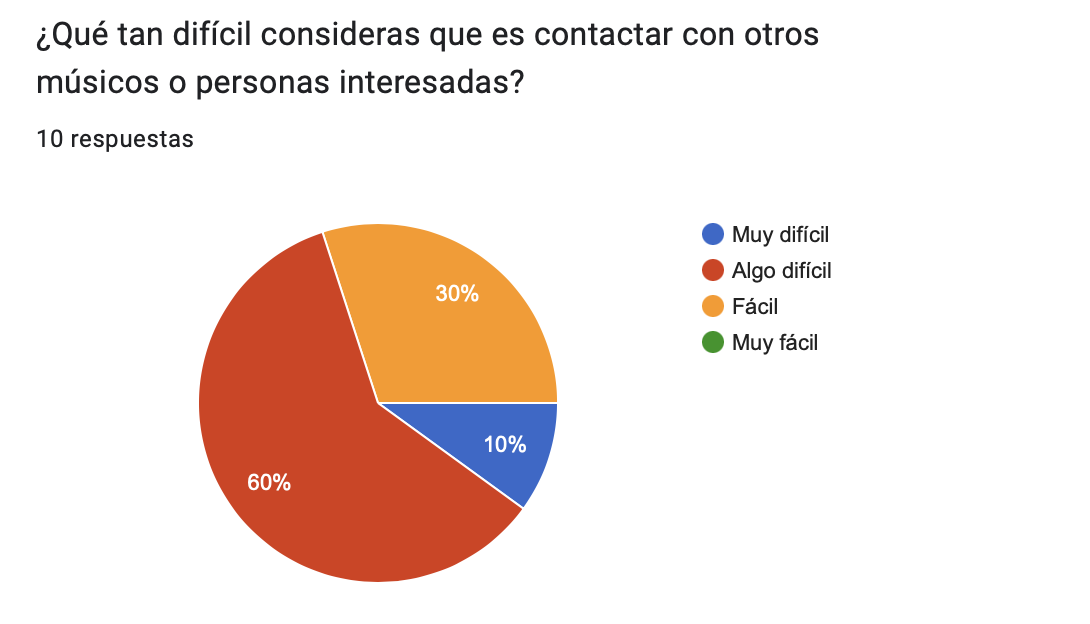 ¿Qué tan difícil consideras que es contactar con otros
músicos o personas interesadas?
10 respuestas
Muy difícil
Algo difícil
Fácil
Muy fácil
30%
10%
60%